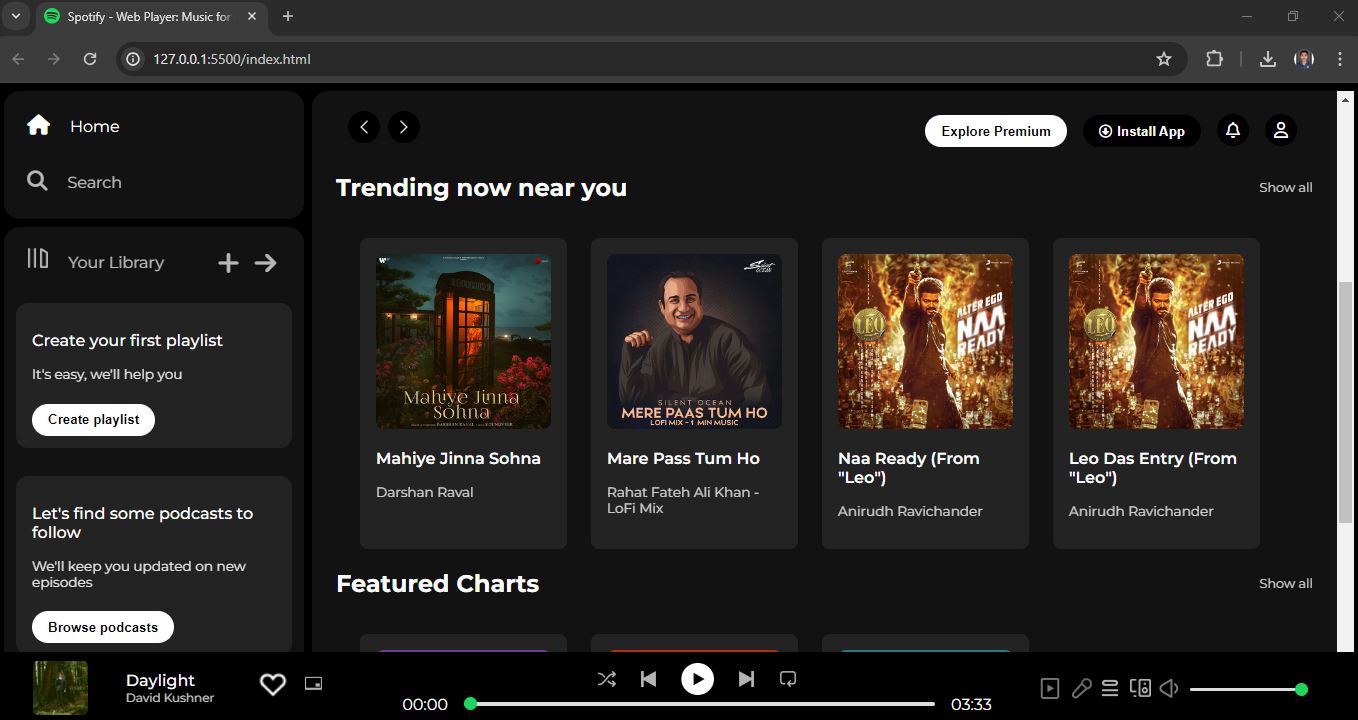 Spotify - Web Player: Music for
127.0.0.1:5500/index.html
Home
Search
Your Library
Create your first playlist
It's easy, we'll help you
Create playlist
Let's find some podcasts to
follow
We'll keep you updated on new
episodes
Browse podcasts
Explore Premium
Install App
Trending now near you
Show all
Mahiye Jinna
Sohna
Mahiye Jinna Sohna
Darshan Raval
Silent
OCEAN
SILENT OCEAN
MERE PAAS TUM HO
LOFI MIX - 1 MIN MUSIC
Mare Pass Tum Ho
Rahat Fateh Ali Khan -
LoFi Mix
LEO
ALTER EGO
NAA
READY
Naa Ready (From
"Leo")
Anirudh Ravichander
LEO
ALTER EGO
NAA
READY
Leo Das Entry (From
"Leo")
Anirudh Ravichander
Featured Charts
Show all
Daylight
David Kushner
00:00
03:33